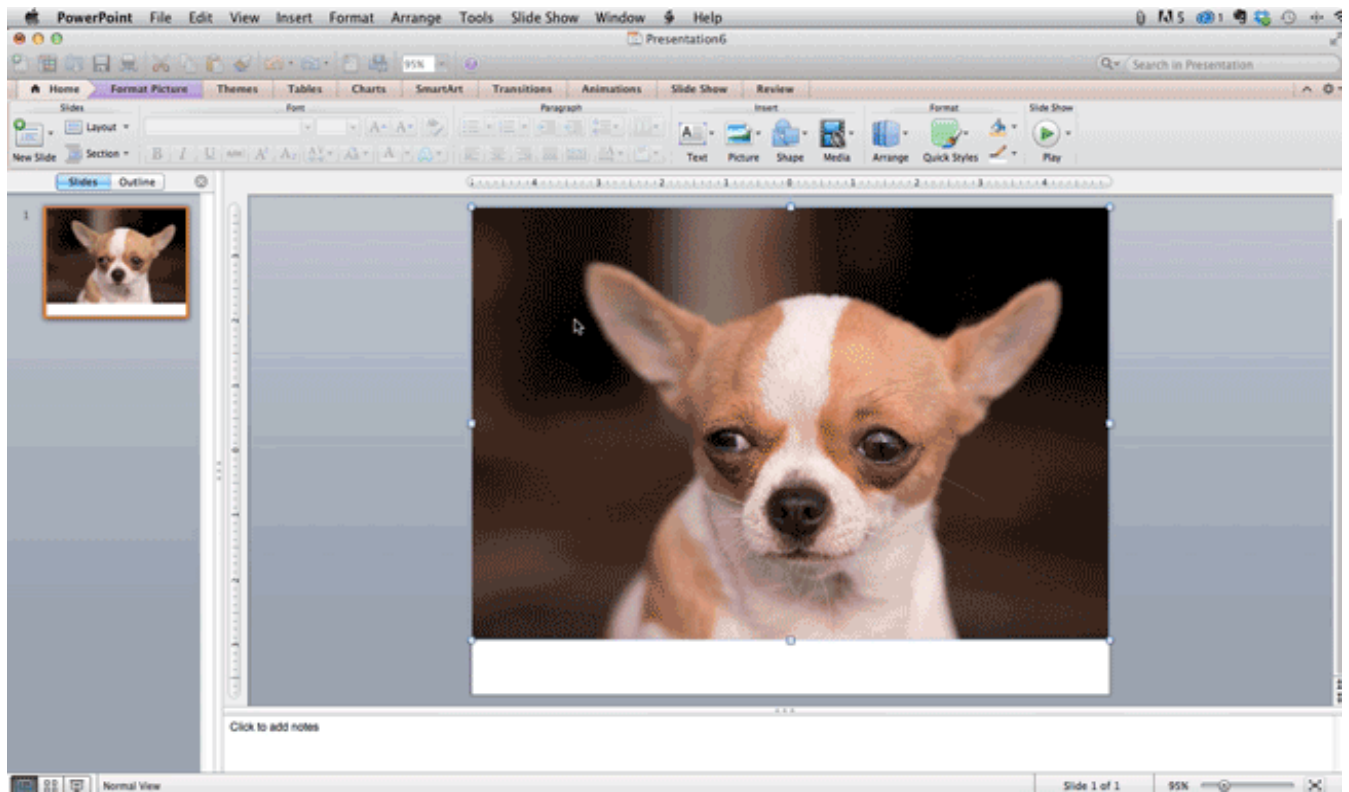 PowerPoint File Edit View Insert Format Arrange Tools Slide Show Window Help
Presentation6
95% Search in Presentation
Home Format Picture Themes Tables Charts SmartArt Transitions Animations Slide Show Review
Slides Font Paragraph Insert Format Slide Show
New Slide Layout Section
B I U ABC
Text Picture Shape Media Arrange Quick Styles Play
Slides Outline
1
Click to add notes
Normal View Slide 1 of 1 95%